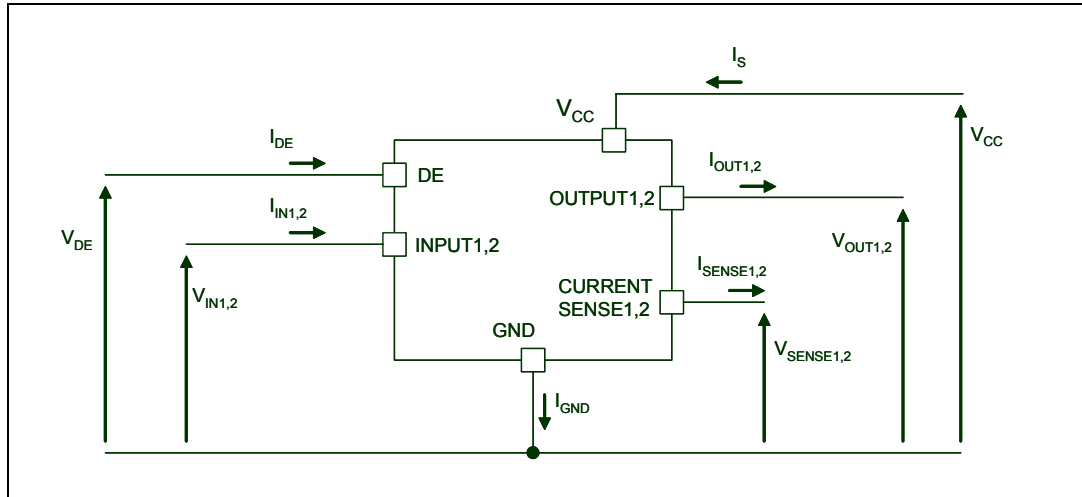 I_S
V_CC
V_CC
I_DE
DE
I_OUT1,2
OUTPUT1,2
I_IN1,2
INPUT1,2
V_DE
V_OUT1,2
I_SENSE1,2
V_IN1,2
CURRENT
SENSE1,2
GND
V_SENSE1,2
I_GND